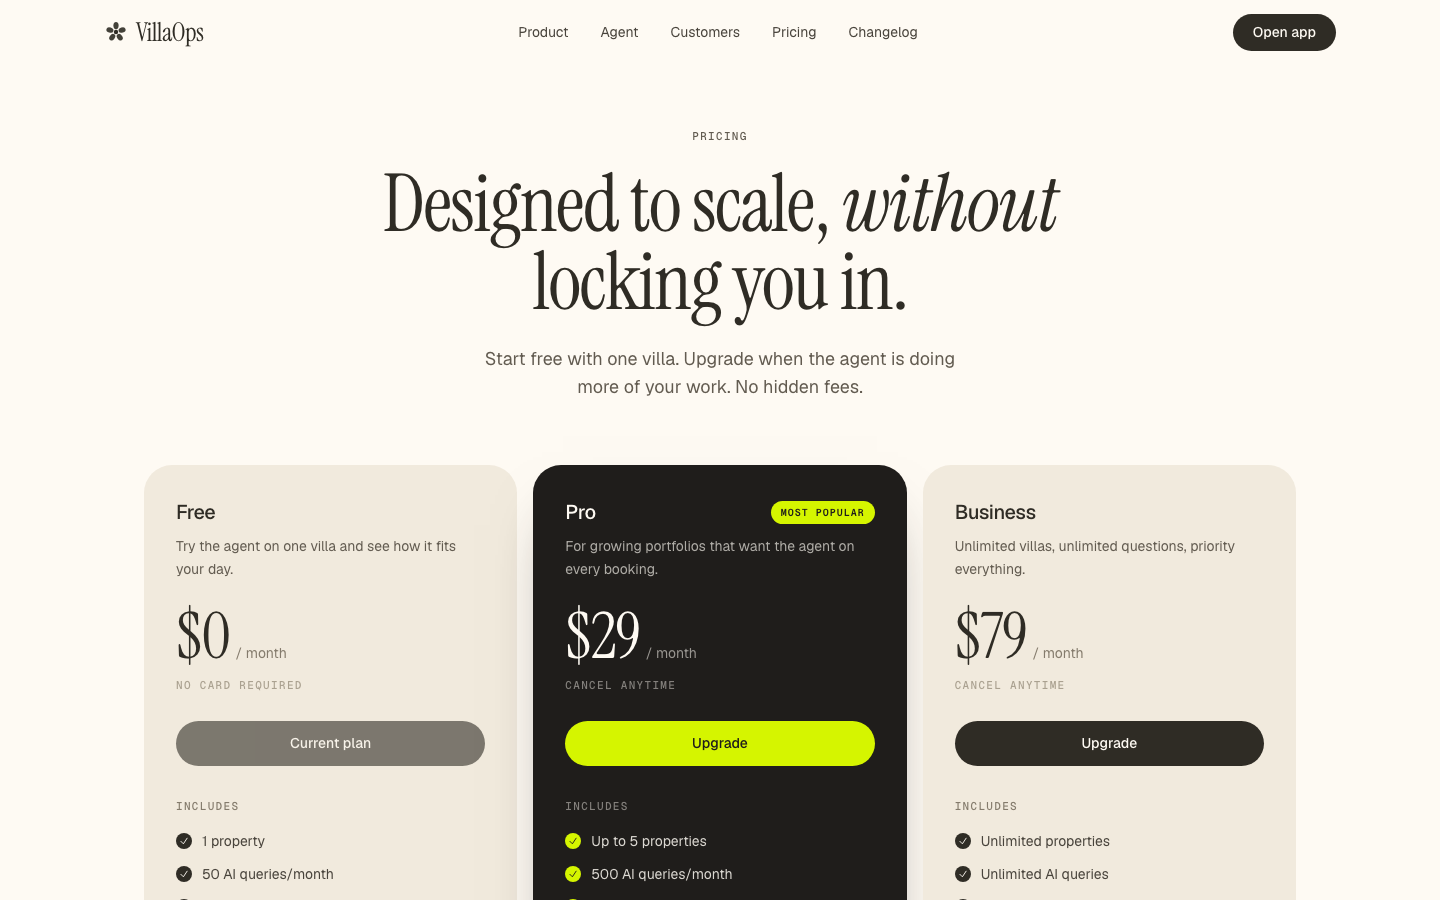 VillaOps
Product
Agent
Customers
Pricing
Changelog
Open app
PRICING
Designed to scale, without
locking you in.
Start free with one villa. Upgrade when the agent is doing
more of your work. No hidden fees.
Free
Try the agent on one villa and see how it fits
your day.
$0 / month
NO CARD REQUIRED
Current plan
INCLUDES
1 property
50 AI queries/month
Pro
MOST POPULAR
For growing portfolios that want the agent on
every booking.
$29 / month
CANCEL ANYTIME
Upgrade
INCLUDES
Up to 5 properties
500 AI queries/month
Business
Unlimited villas, unlimited questions, priority
everything.
$79 / month
CANCEL ANYTIME
Upgrade
INCLUDES
Unlimited properties
Unlimited AI queries